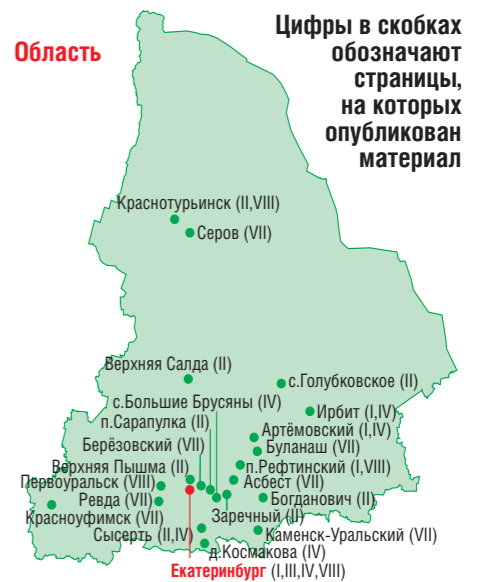 Область
Цифры в скобках
обозначают
страницы,
на которых
опубликован
материал
Краснотурьинск (II,VIII)
Серов (VII)
Верхняя Салда (II)
с.Голубковское (II)
с.Большие Брусяны (IV)
Ирбит (I,IV)
п.Сарапулка (II)
Артёмовский (I,IV)
Берёзовский (VII)
Буланаш (VII)
Верхняя Пышма (II)
п.Рефтинский (I,VIII)
Первоуральск (VIII)
Асбест (VII)
Ревда (VII)
Богданович (II)
Красноуфимск (VII)
Заречный (II)
Сысерть (II,IV)
Каменск-Уральский (VII)
д.Космакова (IV)
Екатеринбург (I,III,IV,VIII)